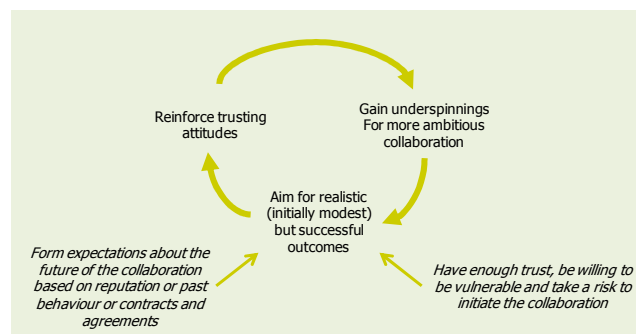 Reinforce trusting
attitudes
Gain underspinnings
For more ambitious
collaboration
Aim for realistic
(initially modest)
but successful
outcomes
Form expectations about the
future of the collaboration
based on reputation or past
behaviour or contracts and
agreements
Have enough trust, be willing to
be vulnerable and take a risk to
initiate the collaboration